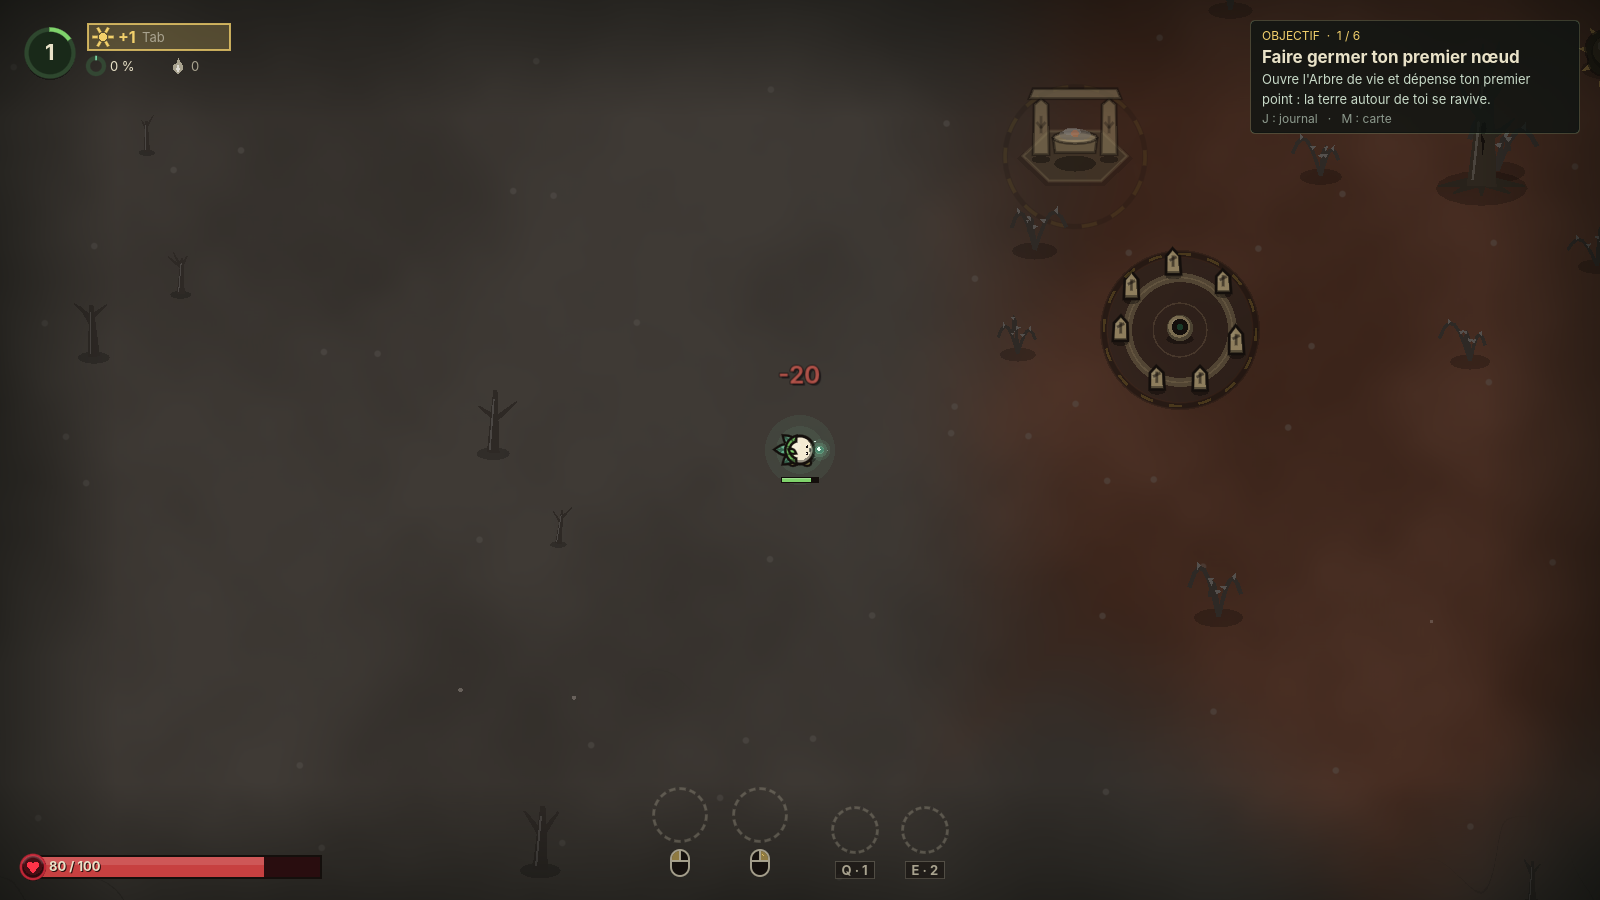 1
+1 Tab
0 % 0
OBJECTIF · 1 / 6
Faire germer ton premier nœud
Ouvre l'Arbre de vie et dépense ton premier
point : la terre autour de toi se ravive.
J : journal · M : carte
-20
80 / 100
Q · 1
E · 2